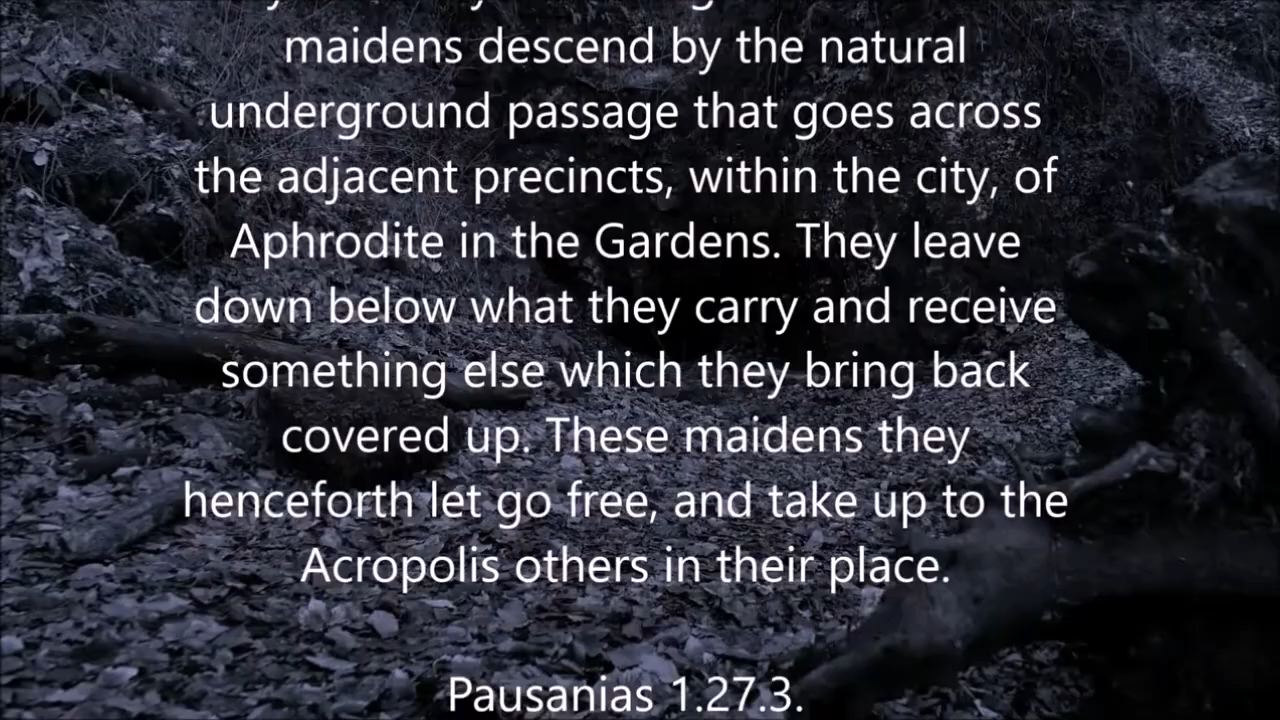 maidens descend by the natural
underground passage that goes across
the adjacent precincts, within the city, of
Aphrodite in the Gardens. They leave
down below what they carry and receive
something else which they bring back
covered up. These maidens they
henceforth let go free, and take up to the
Acropolis others in their place.
Pausanias 1.27.3.